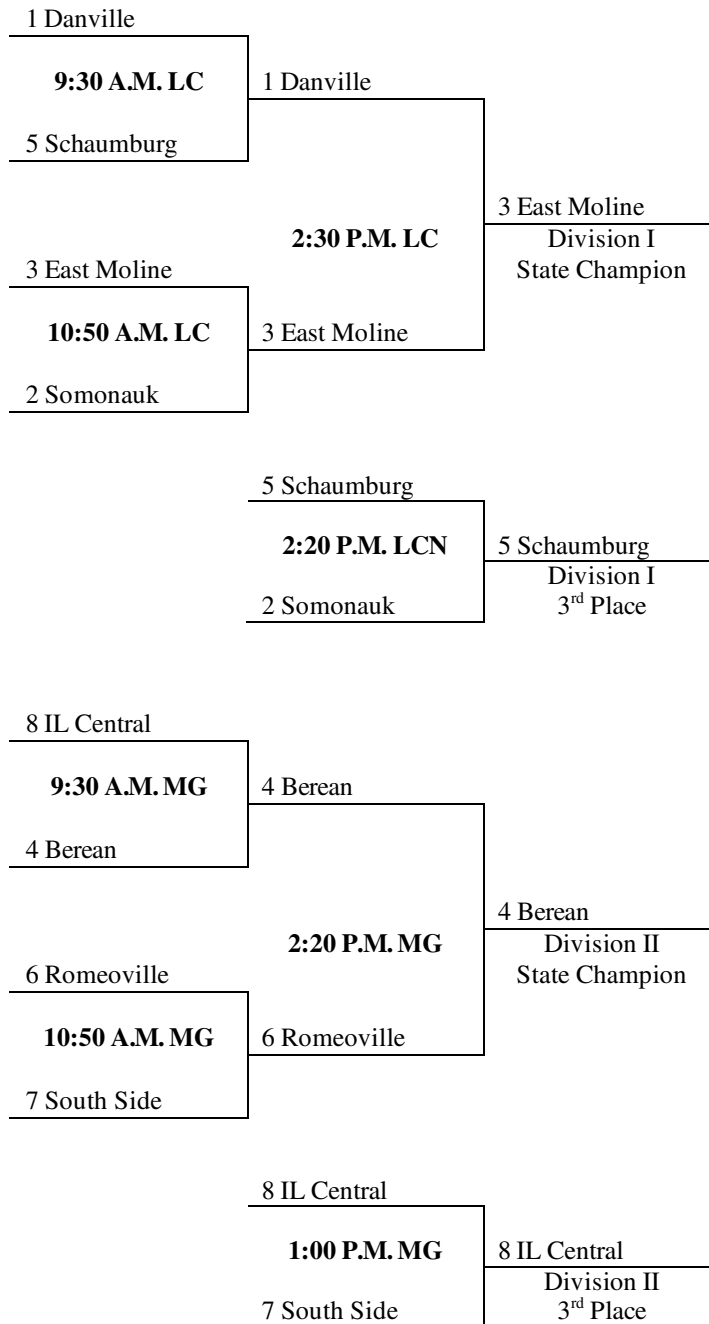 1 Danville
9:30 A.M. LC
1 Danville
5 Schaumburg
3 East Moline
2:30 P.M. LC
Division I
3 East Moline
State Champion
10:50 A.M. LC
3 East Moline
2 Somonauk
5 Schaumburg
2:20 P.M. LCN
5 Schaumburg
Division I
2 Somonauk
3rd Place
8 IL Central
9:30 A.M. MG
4 Berean
4 Berean
4 Berean
2:20 P.M. MG
Division II
6 Romeoville
State Champion
10:50 A.M. MG
6 Romeoville
7 South Side
8 IL Central
1:00 P.M. MG
8 IL Central
Division II
7 South Side
3rd Place